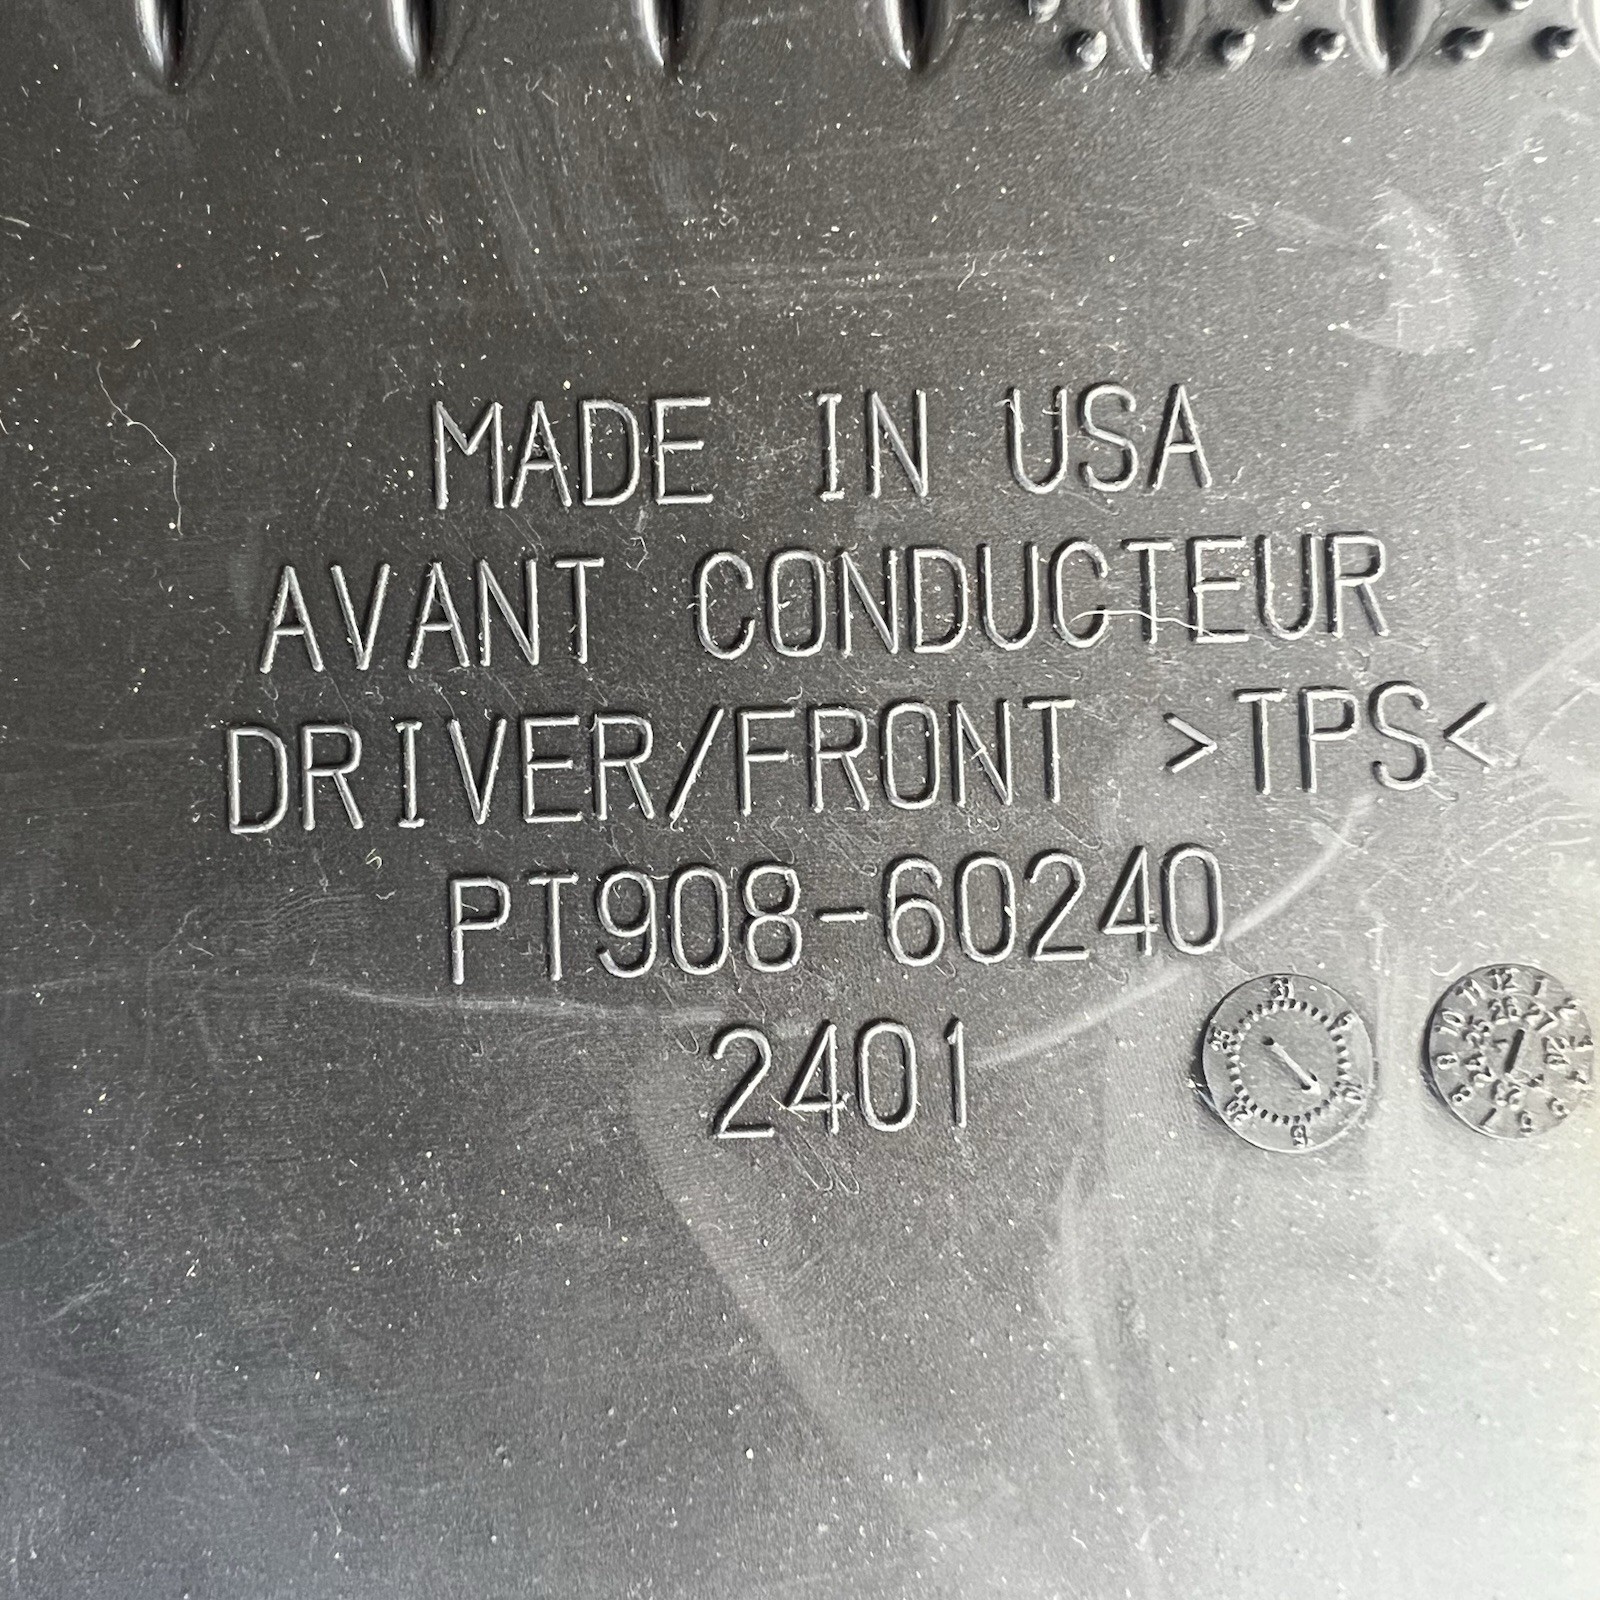 MADE IN USA
AVANT CONDUCTEUR
DRIVER/FRONT >TPS<
PT908-60240
2401